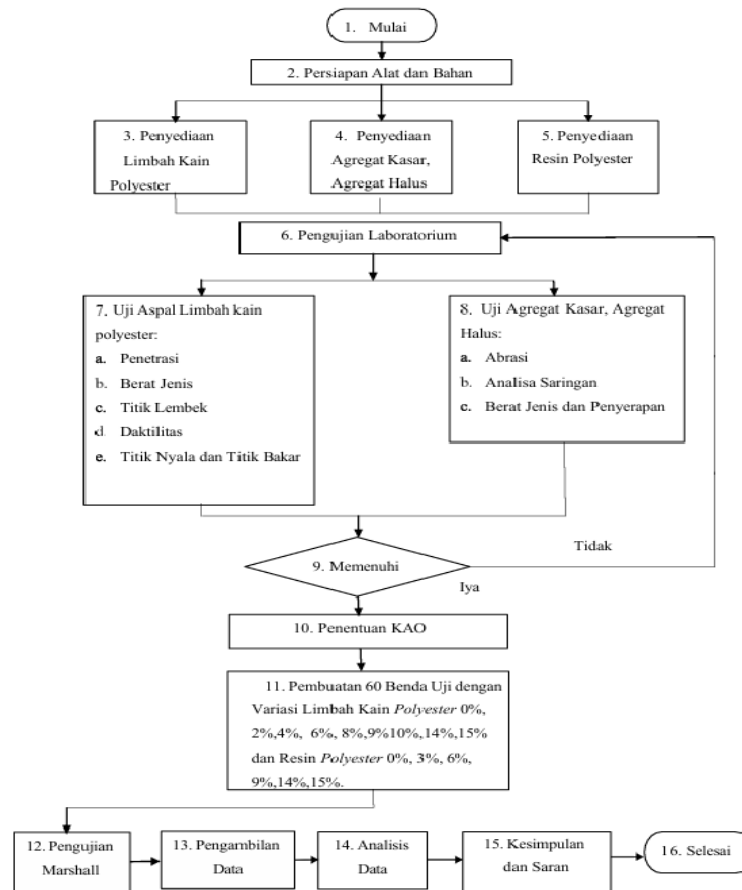 1. Mulai
2. Persiapan Alat dan Bahan
3. Penyediaan
Limbah Kain
Polyester
4. Penyediaan
Agregat Kasar,
Agregat Halus
5. Penyediaan
Resin Polyester
6. Pengujian Laboratorium
7. Uji Aspal Limbah kain
polyester:
a. Penetrasi
b. Berat Jenis
c. Titik Lembek
d. Daktilitas
e. Titik Nyala dan Titik Bakar
8. Uji Agregat Kasar, Agregat
Halus:
a. Abrasi
b. Analisa Saringan
c. Berat Jenis dan Penyerapan
Tidak
9. Memenuhi
Iya
10. Penentuan KAO
11. Pembuatan 60 Benda Uji dengan
Variasi Limbah Kain Polyester 0%,
2%,4%, 6%, 8%,9%10%,14%,15%
dan Resin Polyester 0%, 3%, 6%,
9%,14%,15%.
12. Pengujian
Marshall
13. Pengambilan
Data
14. Analisis
Data
15. Kesimpulan
dan Saran
16. Selesai